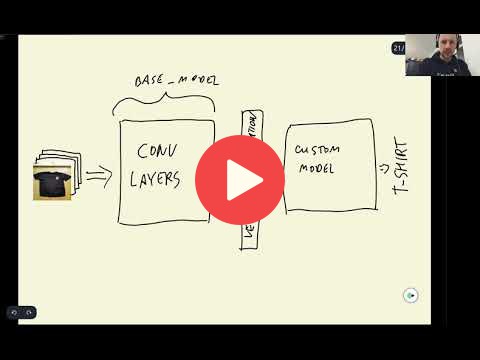 21/
BASE_MODEL
CONV
LAYERS
CUSTOM
MODEL
T-SHIRT